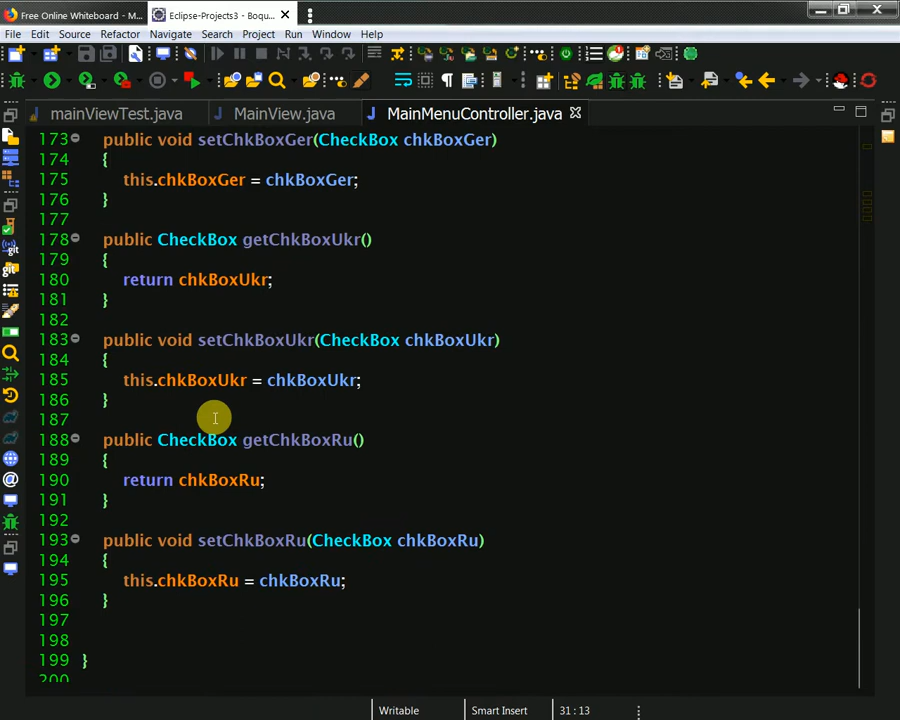 Free Online Whiteboard - M...
Eclipse-Projects3 - Boqu...
File Edit Source Refactor Navigate Search Project Run Window Help
mainViewTest.java MainView.java MainMenuController.java
173 public void setChkBoxGer(CheckBox chkBoxGer)
174 {
175 this.chkBoxGer = chkBoxGer;
176 }
177
178 public CheckBox getChkBoxUkr()
179 {
180 return chkBoxUkr;
181 }
182
183 public void setChkBoxUkr(CheckBox chkBoxUkr)
184 {
185 this.chkBoxUkr = chkBoxUkr;
186 }
187
188 public CheckBox getChkBoxRu()
189 {
190 return chkBoxRu;
191 }
192
193 public void setChkBoxRu(CheckBox chkBoxRu)
194 {
195 this.chkBoxRu = chkBoxRu;
196 }
197
198
199 }
200
Writable Smart Insert 31 : 13